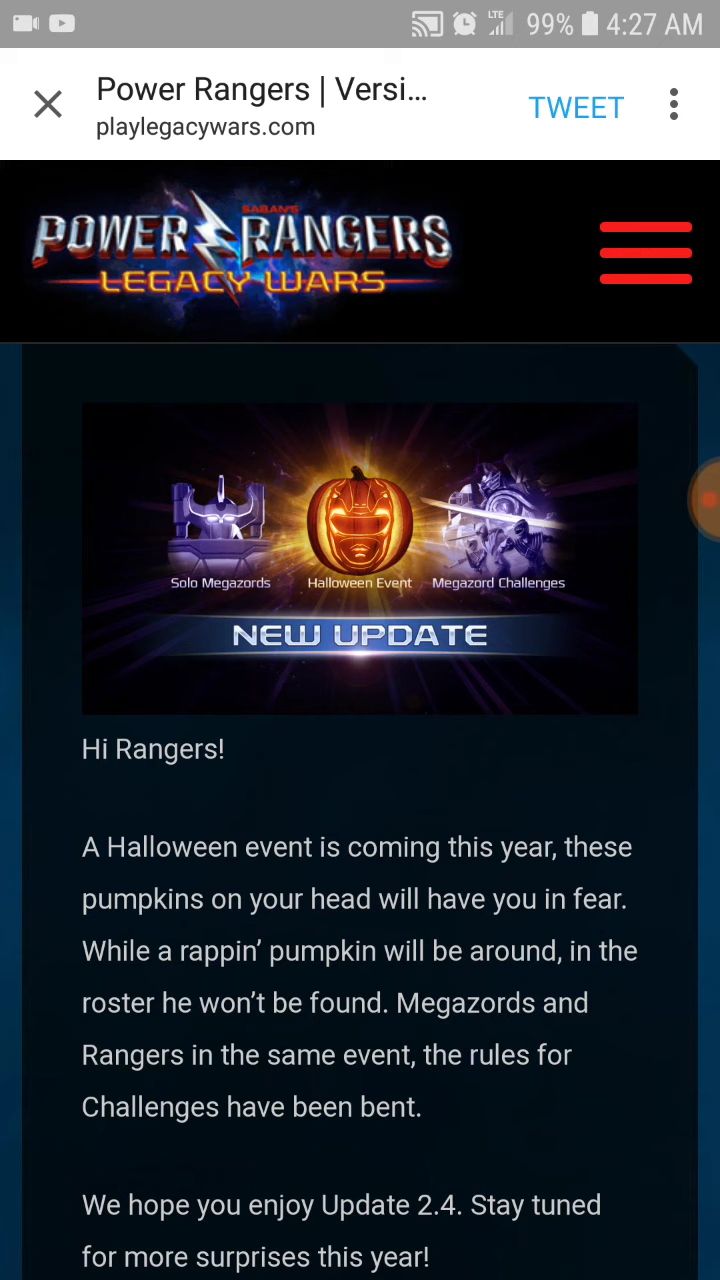 LTE 99% 4:27 AM
Power Rangers | Versi...
playlegacywars.com
TWEET
SABAN'S
POWER RANGERS
LEGACY WARS
Solo Megazords Halloween Event Megazord Challenges
NEW UPDATE
Hi Rangers!
A Halloween event is coming this year, these
pumpkins on your head will have you in fear.
While a rappin’ pumpkin will be around, in the
roster he won’t be found. Megazords and
Rangers in the same event, the rules for
Challenges have been bent.
We hope you enjoy Update 2.4. Stay tuned
for more surprises this year!